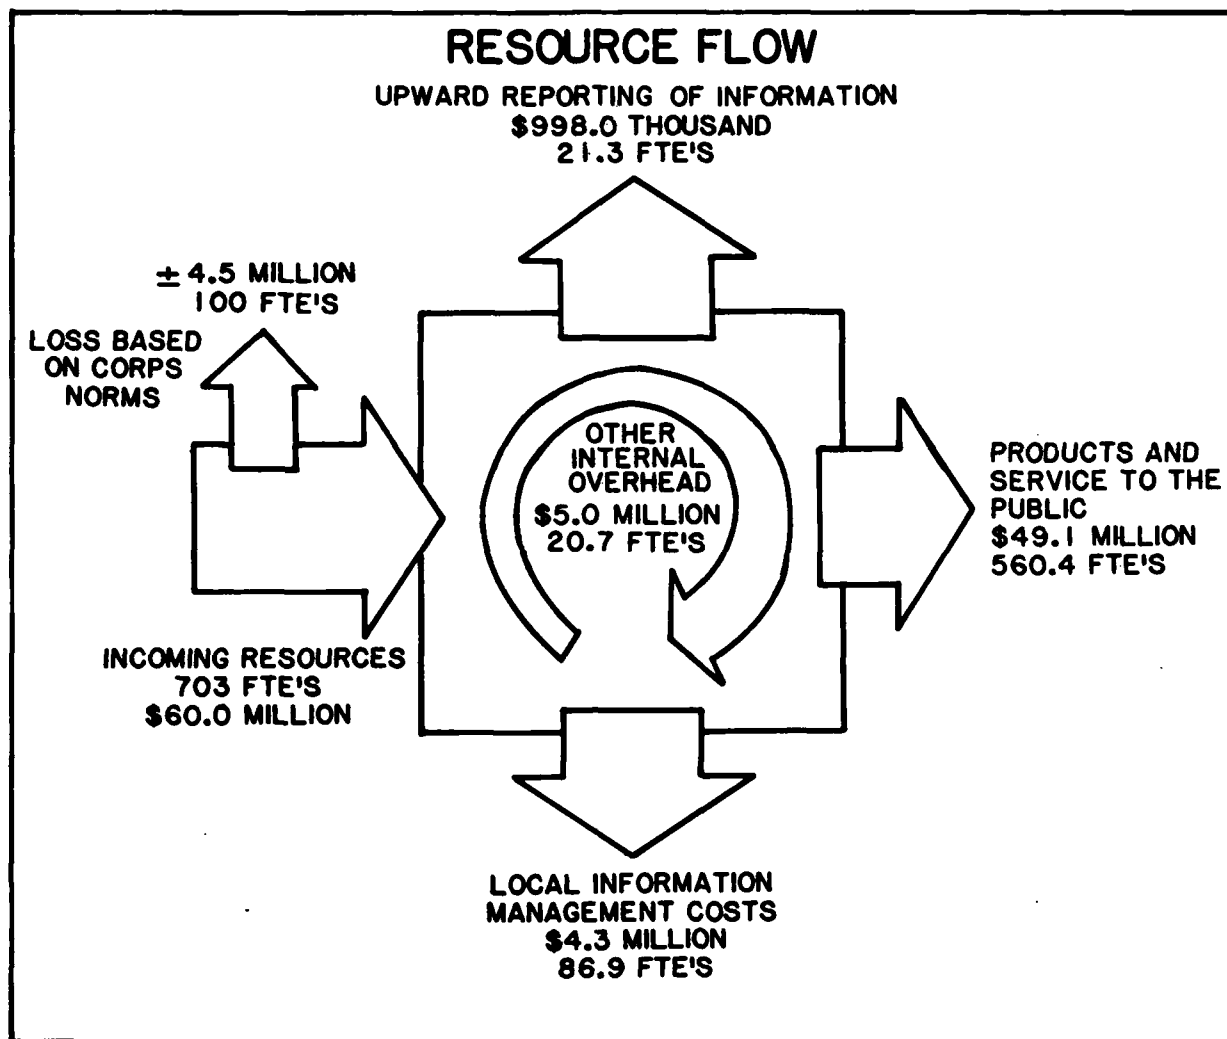 RESOURCE FLOW
UPWARD REPORTING OF INFORMATION
$998.0 THOUSAND
21.3 FTE'S
± 4.5 MILLION
100 FTE'S
LOSS BASED
ON CORPS
NORMS
OTHER
INTERNAL
OVERHEAD
$5.0 MILLION
20.7 FTE'S
PRODUCTS AND
SERVICE TO THE
PUBLIC
$49.1 MILLION
560.4 FTE'S
INCOMING RESOURCES
703 FTE'S
$60.0 MILLION
LOCAL INFORMATION
MANAGEMENT COSTS
$4.3 MILLION
86.9 FTE'S